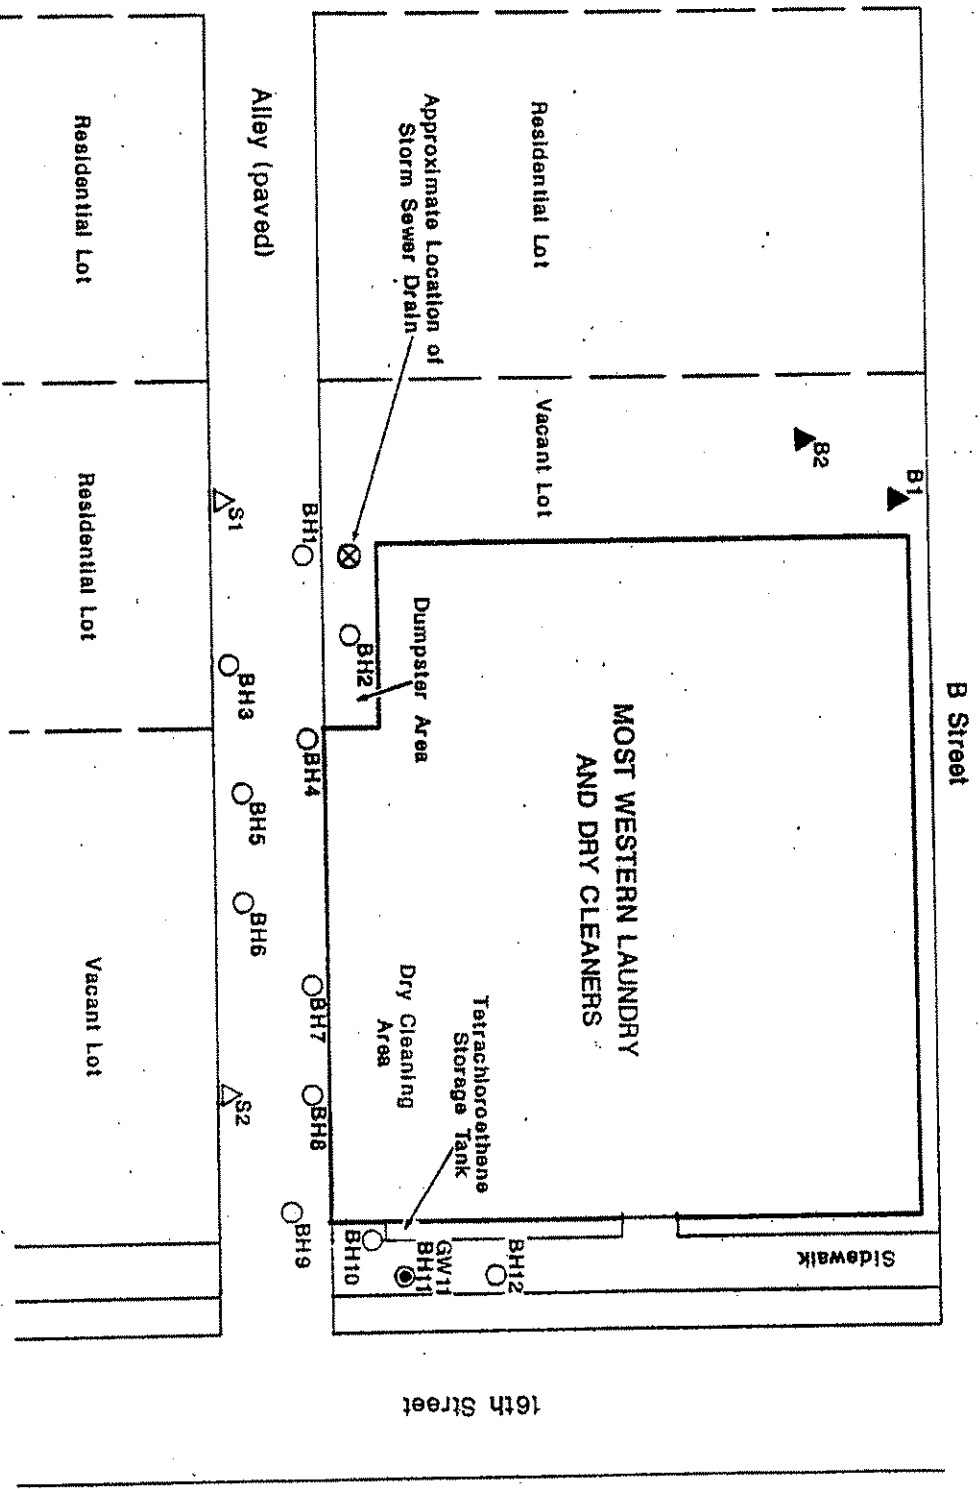 B Street
B1
B2
Residential Lot
Vacant Lot
MOST WESTERN LAUNDRY
AND DRY CLEANERS
Sidewalk
16th Street
Approximate Location of
Storm Sewer Drain
Dumpster Area
Tetrachloroethene
Storage Tank
Dry Cleaning
Area
BH12
GW11
BH11
BH10
BH9
BH1
BH2
BH4
BH7
BH8
Alley (paved)
S1
BH3
BH5
BH6
S2
Residential Lot
Residential Lot
Vacant Lot